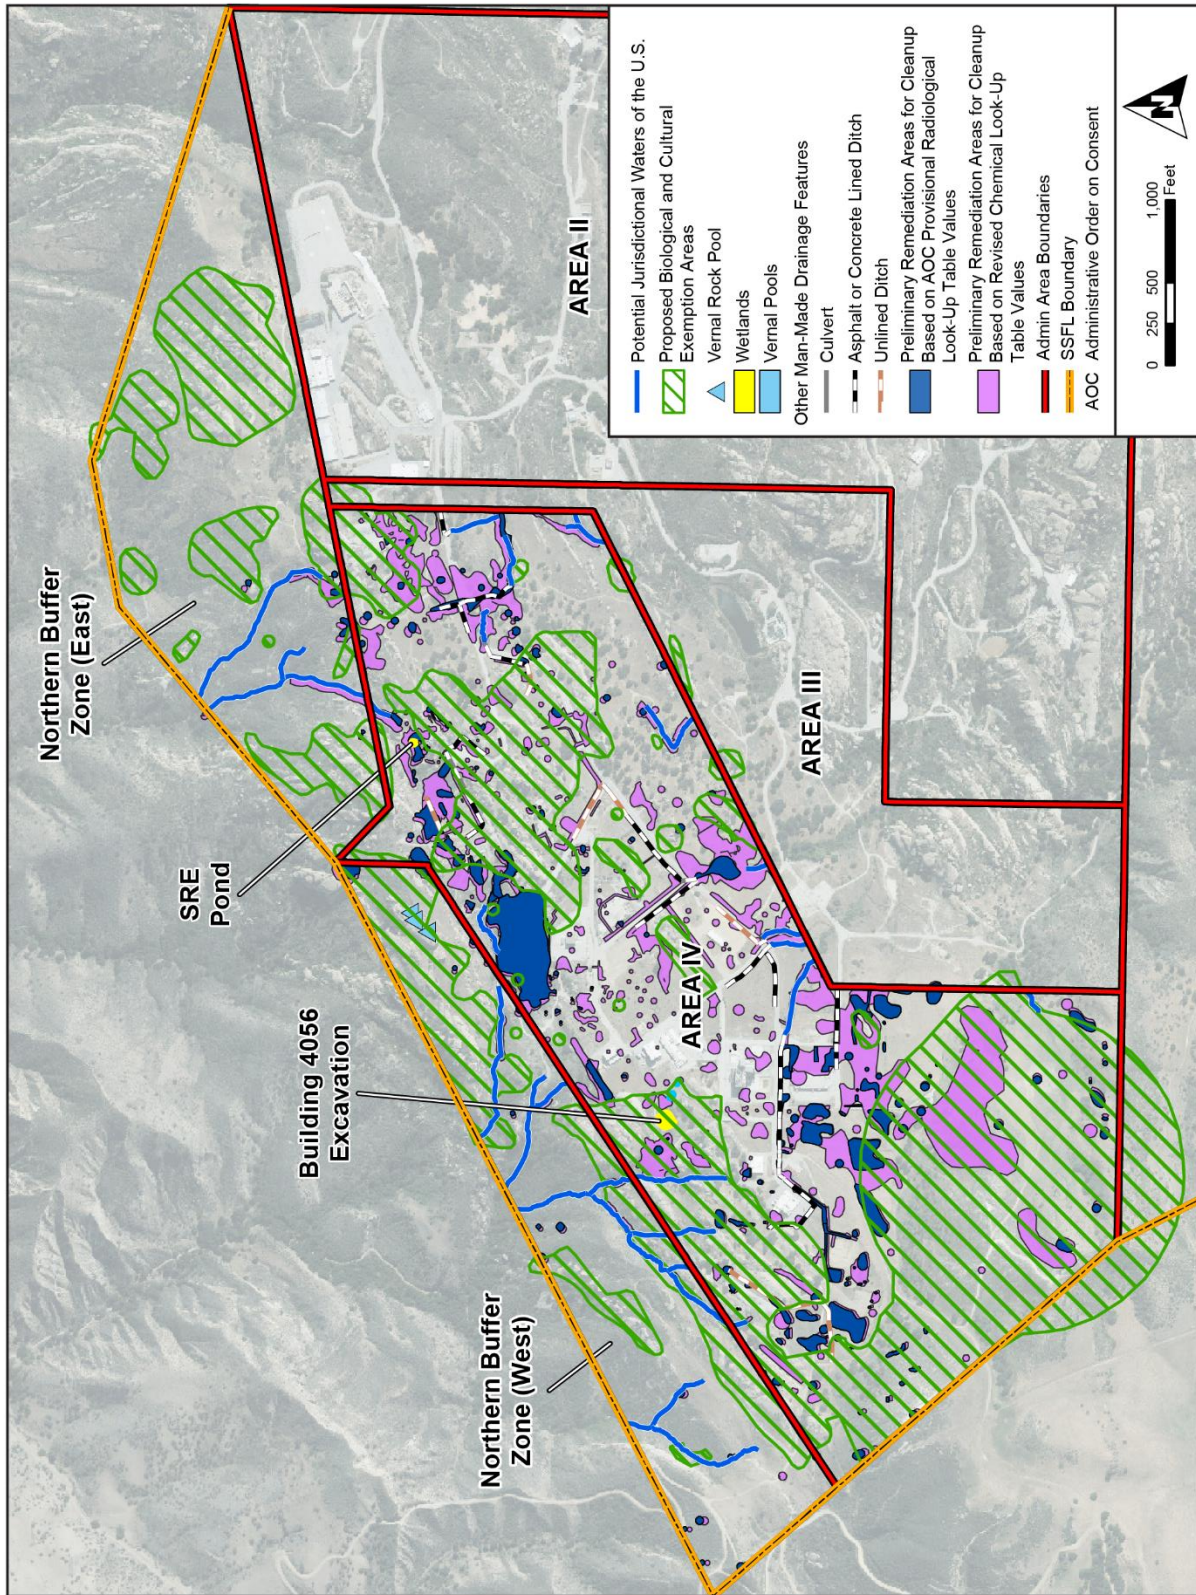 Northern Buffer
Zone (East)
SRE
Pond
Building 4056
Excavation
Northern Buffer
Zone (West)
AREA II
AREA III
AREA IV
Potential Jurisdictional Waters of the U.S.
Proposed Biological and Cultural
Exemption Areas
Vernal Rock Pool
Wetlands
Vernal Pools
Other Man-Made Drainage Features
Culvert
Asphalt or Concrete Lined Ditch
Unlined Ditch
Preliminary Remediation Areas for Cleanup
Based on AOC Provisional Radiological
Look-Up Table Values
Preliminary Remediation Areas for Cleanup
Based on Revised Chemical Look-Up
Table Values
Admin Area Boundaries
SSFL Boundary
AOC Administrative Order on Consent
0 250 500 1,000
Feet
N